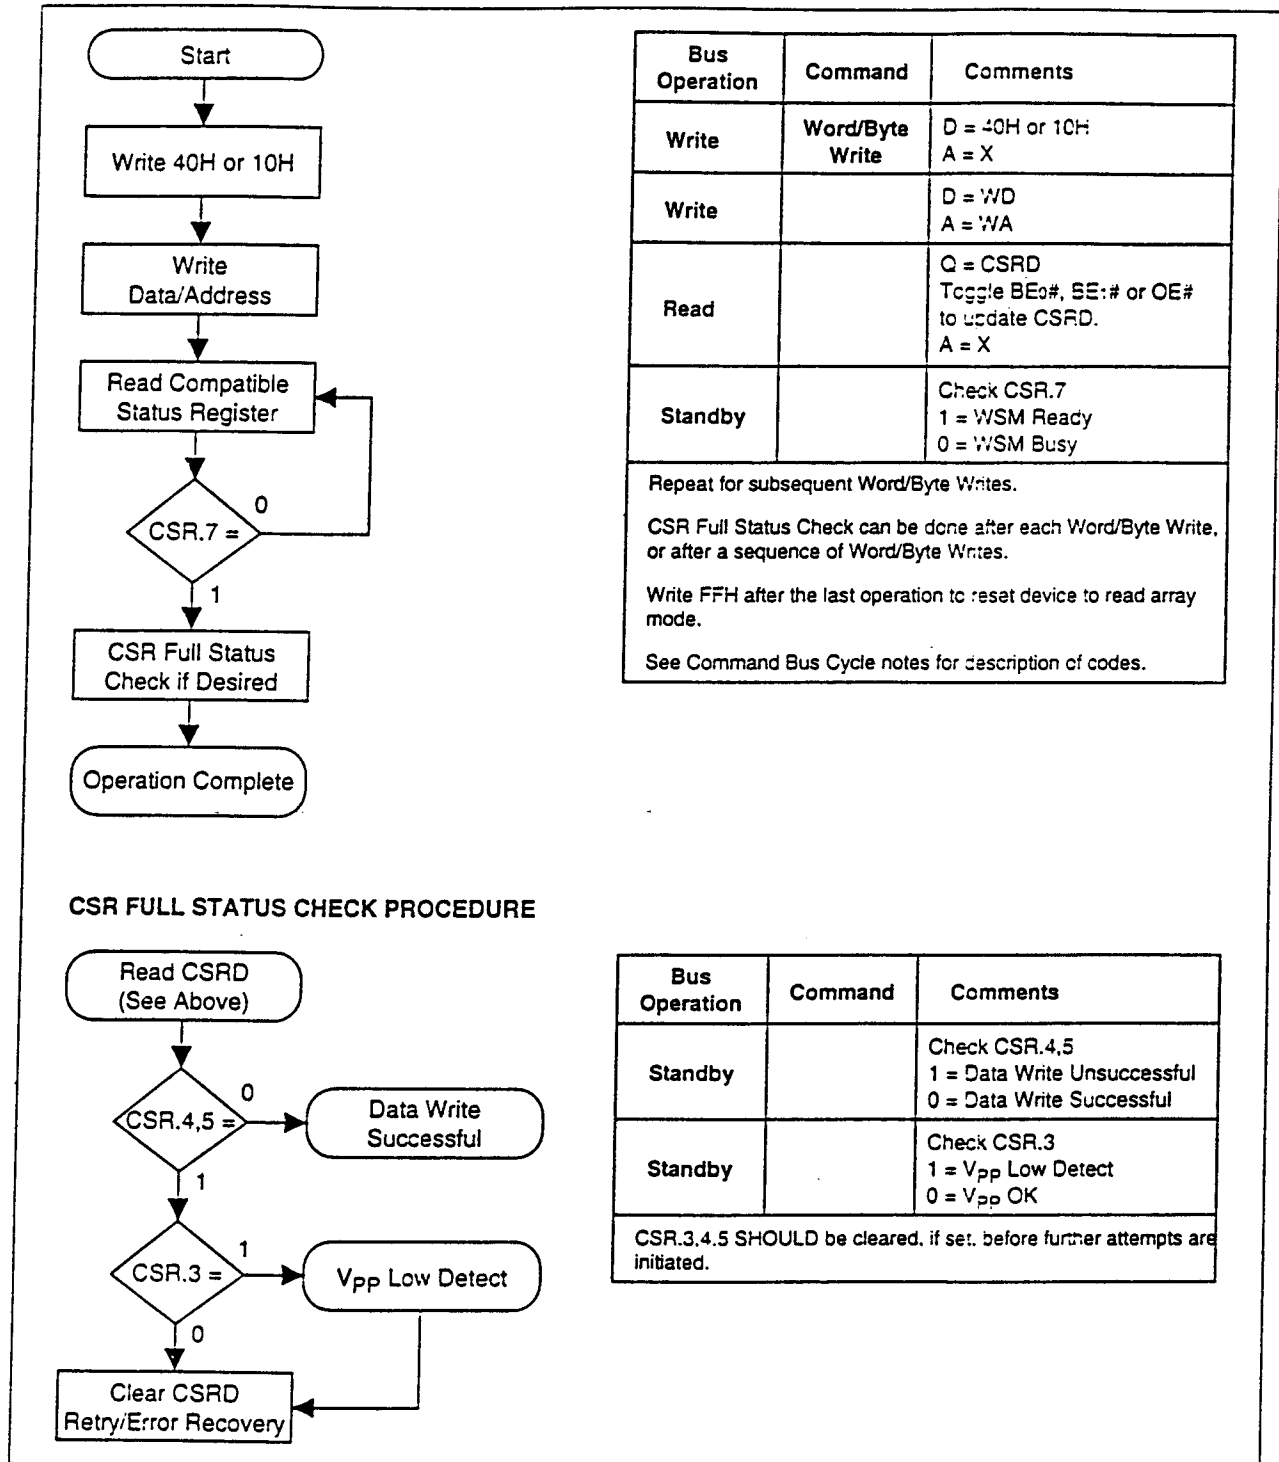 Start
Write 40H or 10H
Write
Data/Address
Read Compatible
Status Register
0
CSR.7 =
1
CSR Full Status
Check if Desired
Operation Complete
Bus
Operation
Command
Comments
Write
Word/Byte
Write
D = 40H or 10H
A = X
Write
D = WD
A = WA
Read
Q = CSRD
Toggle BE0#, BE1# or OE#
to update CSRD.
A = X
Standby
Check CSR.7
1 = WSM Ready
0 = WSM Busy
Repeat for subsequent Word/Byte Writes.
CSR Full Status Check can be done after each Word/Byte Write,
or after a sequence of Word/Byte Writes.
Write FFH after the last operation to reset device to read array
mode.
See Command Bus Cycle notes for description of codes.
CSR FULL STATUS CHECK PROCEDURE
Read CSRD
(See Above)
0
CSR.4,5 =
Data Write
Successful
1
CSR.3 =
1
VPP Low Detect
0
Clear CSRD
Retry/Error Recovery
Bus
Operation
Command
Comments
Standby
Check CSR.4,5
1 = Data Write Unsuccessful
0 = Data Write Successful
Standby
Check CSR.3
1 = VPP Low Detect
0 = VPP OK
CSR.3,4,5 SHOULD be cleared, if set, before further attempts are
initiated.